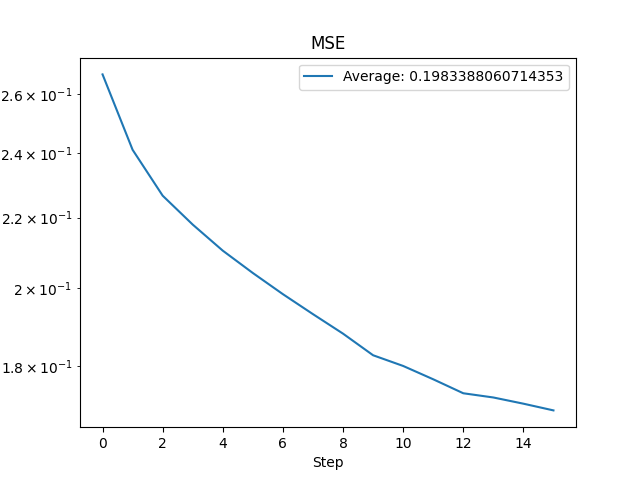 MSE
Average: 0.1983388060714353
2.6 × 10⁻¹
2.4 × 10⁻¹
2.2 × 10⁻¹
2 × 10⁻¹
1.8 × 10⁻¹
0 2 4 6 8 10 12 14
Step